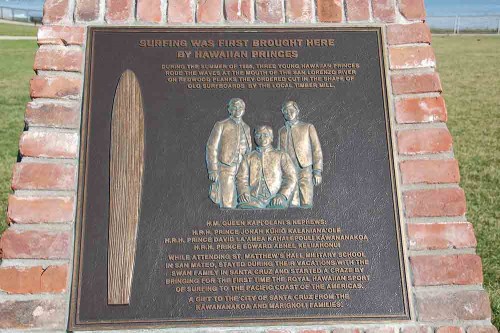 SURFING WAS FIRST BROUGHT HERE
BY HAWAIIAN PRINCES
DURING THE SUMMER OF 1885, THREE YOUNG HAWAIIAN PRINCES
RODE THE WAVES AT THE MOUTH OF THE SAN LORENZO RIVER
ON REDWOOD PLANKS THEY ORDERED CUT IN THE SHAPE OF
OLO SURFBOARDS BY THE LOCAL TIMBER MILL.
H.M. QUEEN KAPI'OLANI'S NEPHEWS:
H.R.H. PRINCE JONAH KŪHIŌ KALANIANA'OLE
H.R.H. PRINCE DAVID LA'AMEA KAHALEPOULI KAWANANAKOA
H.R.H. PRINCE EDWARD ABNEL KELIIAHONUI
WHILE ATTENDING ST. MATTHEW'S HALL MILITARY SCHOOL
IN SAN MATEO, STAYED DURING THEIR VACATIONS WITH THE
SWAN FAMILY IN SANTA CRUZ AND STARTED A CRAZE BY
BRINGING FOR THE FIRST TIME THE ROYAL HAWAIIAN SPORT
OF SURFING TO THE PACIFIC COAST OF THE AMERICAS.
A GIFT TO THE CITY OF SANTA CRUZ FROM THE
KAWANANAKOA AND MARIGNOLI FAMILIES.